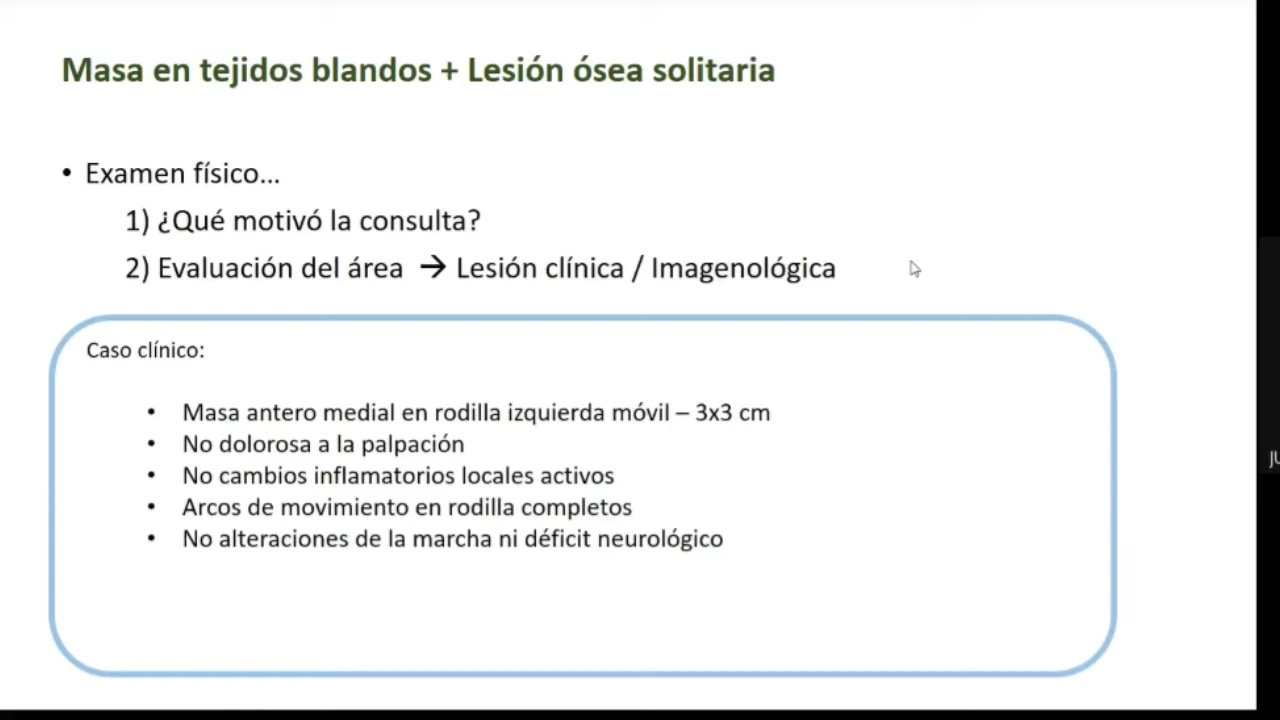 Masa en tejidos blandos + Lesión ósea solitaria
• Examen físico...
1) ¿Qué motivó la consulta?
2) Evaluación del área → Lesión clínica / Imagenológica
Caso clínico:
• Masa antero medial en rodilla izquierda móvil – 3x3 cm
• No dolorosa a la palpación
• No cambios inflamatorios locales activos
• Arcos de movimiento en rodilla completos
• No alteraciones de la marcha ni déficit neurológico